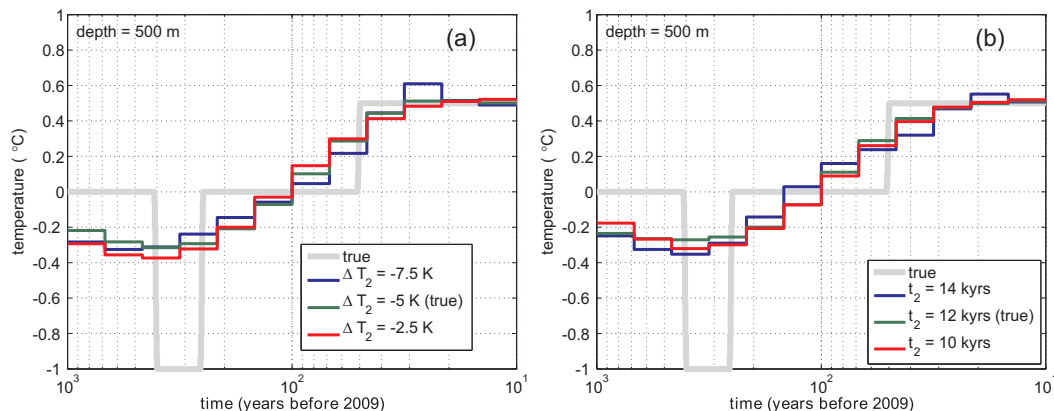 depth = 500 m
(a)
1
0.8
0.6
0.4
0.2
0
-0.2
-0.4
-0.6
-0.8
-1
temperature ( °C)
true
Δ T₂ = -7.5 K
Δ T₂ = -5 K (true)
Δ T₂ = -2.5 K
10³
10²
10¹
time (years before 2009)
depth = 500 m
(b)
1
0.8
0.6
0.4
0.2
0
-0.2
-0.4
-0.6
-0.8
-1
temperature ( °C)
true
t₂ = 14 kyrs
t₂ = 12 kyrs (true)
t₂ = 10 kyrs
10³
10²
10¹
time (years before 2009)